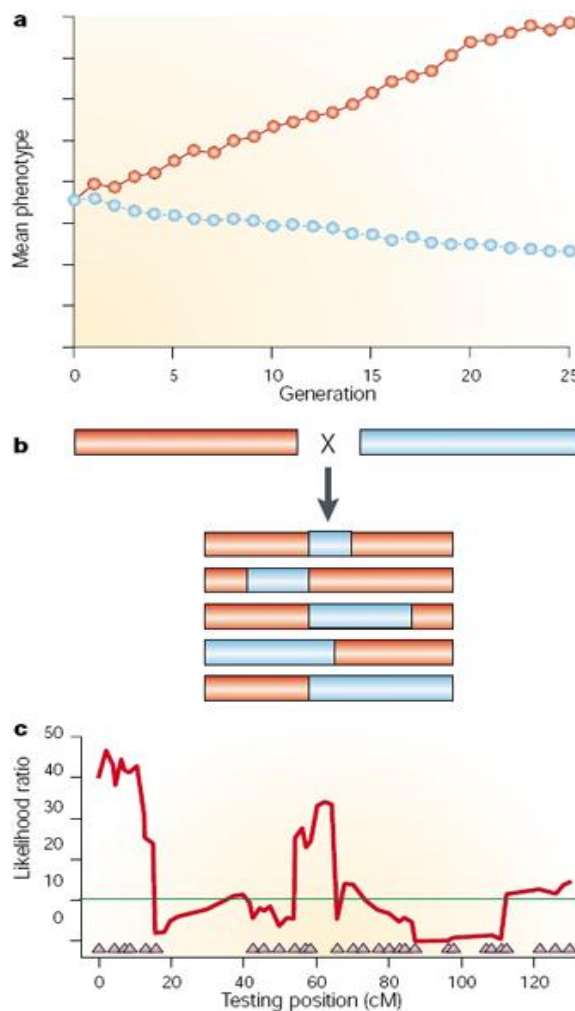 a
Mean phenotype
0 5 10 15 20 25
Generation
b
X
c
50
40
30
20
10
0
Likelihood ratio
0 20 40 60 80 100 120
Testing position (cM)